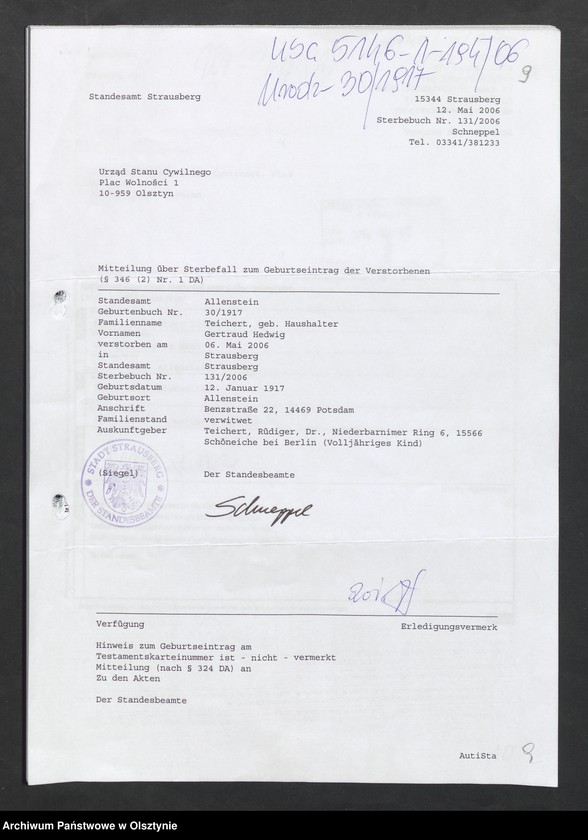 USC 5146-1-194/06
Urodz 30/1917
9
Standesamt Strausberg
15344 Strausberg
12. Mai 2006
Sterbebuch Nr. 131/2006
Schneppel
Tel. 03341/381233
Urząd Stanu Cywilnego
Plac Wolności 1
10-959 Olsztyn
Mitteilung über Sterbefall zum Geburtseintrag der Verstorbenen
(§ 346 (2) Nr. 1 DA)
Standesamt Allenstein
Geburtenbuch Nr. 30/1917
Familienname Teichert, geb. Haushalter
Vornamen Gertraud Hedwig
verstorben am 06. Mai 2006
in Strausberg
Standesamt Strausberg
Sterbebuch Nr. 131/2006
Geburtsdatum 12. Januar 1917
Geburtsort Allenstein
Anschrift Benzstraße 22, 14469 Potsdam
Familienstand verwitwet
Auskunftgeber Teichert, Rüdiger, Dr., Niederbarnimer Ring 6, 15566
Schöneiche bei Berlin (Volljähriges Kind)
STADT STRAUSBERG
DER STANDESBEAMTE
(Siegel) Der Standesbeamte
Schneppel
Verfügung Erledigungsvermerk
Hinweis zum Geburtseintrag am
Testamentskarteinummer ist - nicht - vermerkt
Mitteilung (nach § 324 DA) an
Zu den Akten
Der Standesbeamte
AutiSta
9
Archiwum Państwowe w Olsztynie